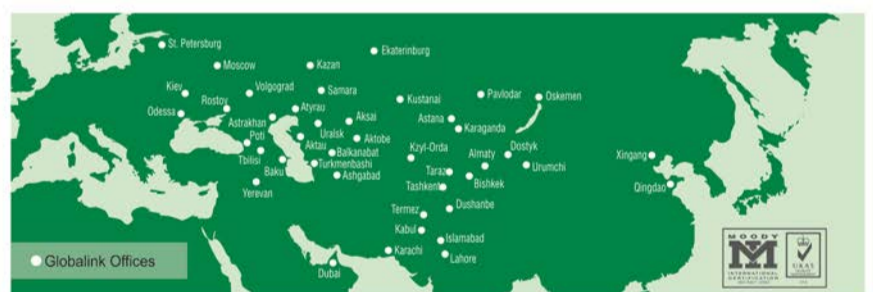 St. Petersburg
Ekaterinburg
Moscow
Kazan
Kiev
Volgograd
Samara
Kustanai
Pavlodar
Oskemen
Odessa
Rostov
Atyrau
Astrakhan
Uralsk
Aksai
Astana
Karaganda
Poti
Aktau
Aktobe
Tbilisi
Balkanabat
Kzyl-Orda
Almaty
Dostyk
Xingang
Baku
Turkmenbashi
Taraz
Urumchi
Yerevan
Ashgabad
Tashkent
Bishkek
Qingdao
Termez
Dushanbe
Kabul
Islamabad
Karachi
Lahore
Dubai
Globalink Offices
MOODY
INTERNATIONAL
CERTIFICATION
UKAS